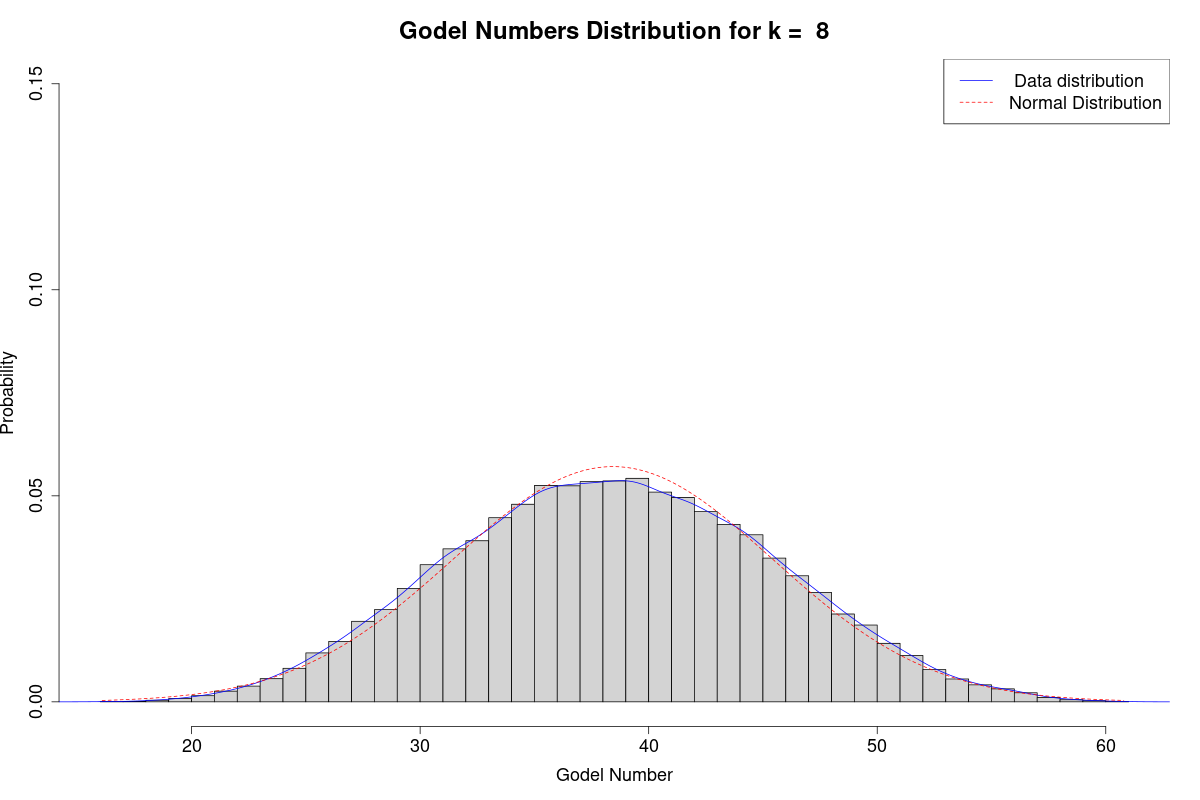 Godel Numbers Distribution for k =  8
Data distribution
Normal Distribution
0.15
0.10
0.05
0.00
Probability
20 30 40 50 60
Godel Number